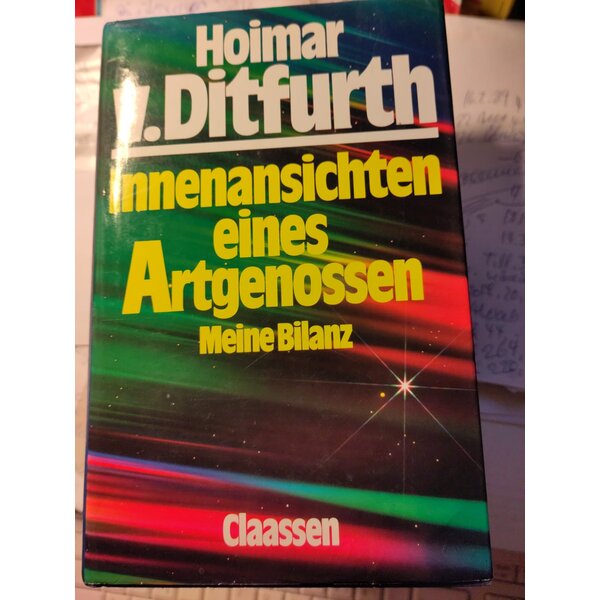 Hoimar
v.Ditfurth
Innenansichten
eines
Artgenossen
Meine Bilanz
Claassen